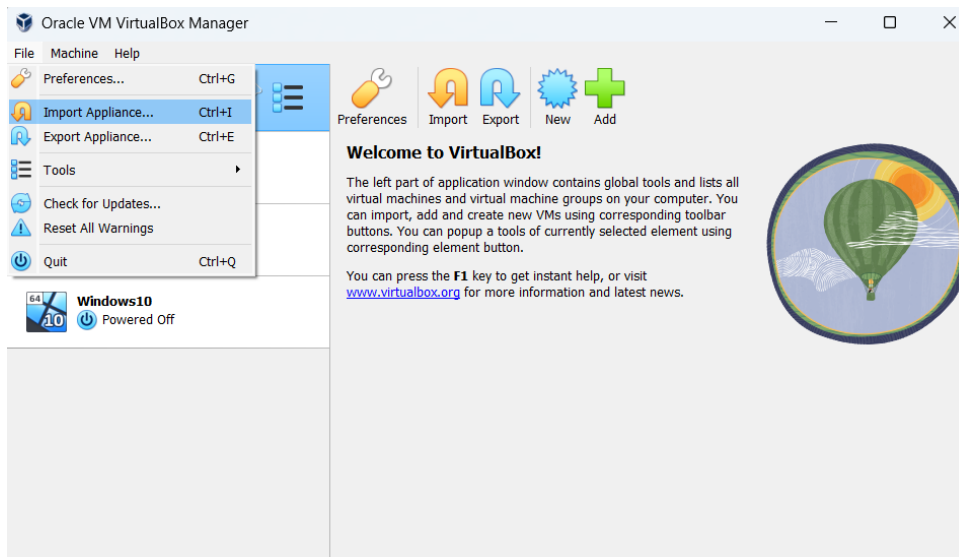 Oracle VM VirtualBox Manager
File Machine Help
Preferences... Ctrl+G
Import Appliance... Ctrl+I
Export Appliance... Ctrl+E
Tools
Check for Updates...
Reset All Warnings
Quit Ctrl+Q
64
10
Windows10
Powered Off
Preferences Import Export New Add
Welcome to VirtualBox!
The left part of application window contains global tools and lists all
virtual machines and virtual machine groups on your computer. You
can import, add and create new VMs using corresponding toolbar
buttons. You can popup a tools of currently selected element using
corresponding element button.
You can press the F1 key to get instant help, or visit
www.virtualbox.org for more information and latest news.